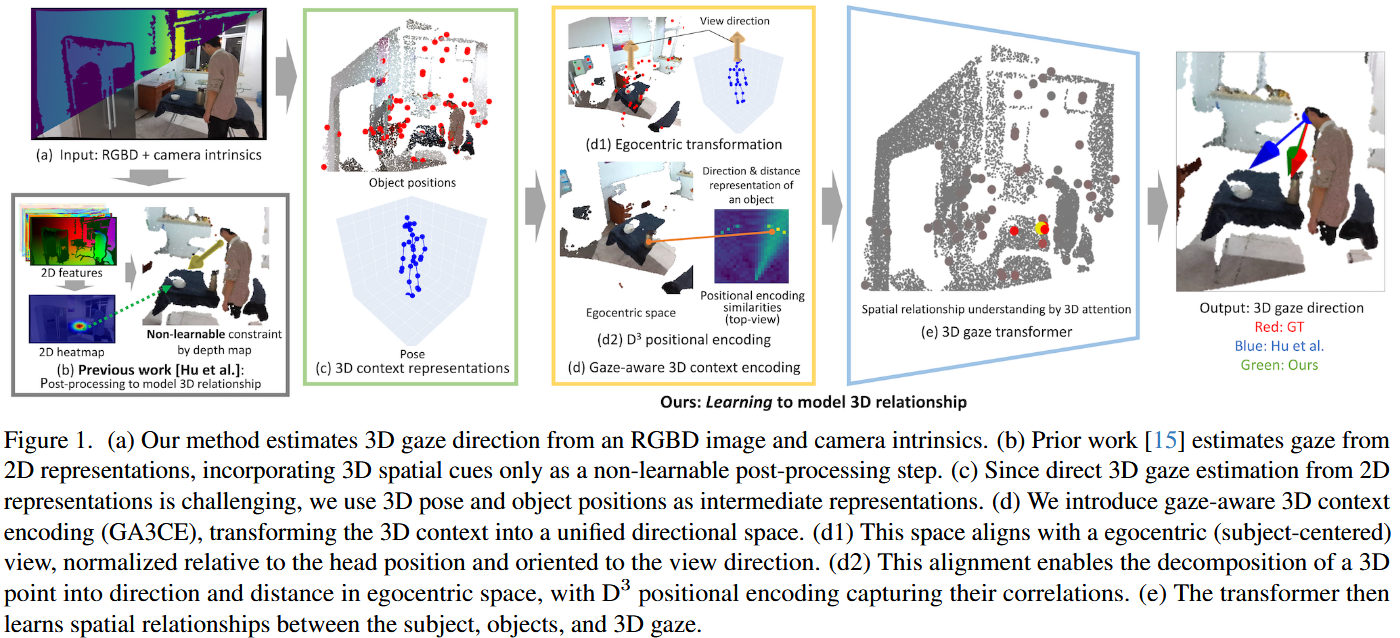 (a) Input: RGBD + camera intrinsics
2D features
2D heatmap
Non-learnable constraint
by depth map
(b) Previous work [Hu et al.]:
Post-processing to model 3D relationship
Object positions
Pose
(c) 3D context representations
View direction
(d1) Egocentric transformation
Direction & distance
representation of
an object
Egocentric space
Positional encoding
similarities
(top-view)
(d2) D³ positional encoding
(d) Gaze-aware 3D context encoding
Spatial relationship understanding by 3D attention
(e) 3D gaze transformer
Output: 3D gaze direction
Red: GT
Blue: Hu et al.
Green: Ours
Ours: Learning to model 3D relationship
Figure 1. (a) Our method estimates 3D gaze direction from an RGBD image and camera intrinsics. (b) Prior work [15] estimates gaze from
2D representations, incorporating 3D spatial cues only as a non-learnable post-processing step. (c) Since direct 3D gaze estimation from 2D
representations is challenging, we use 3D pose and object positions as intermediate representations. (d) We introduce gaze-aware 3D context
encoding (GA3CE), transforming the 3D context into a unified directional space. (d1) This space aligns with a egocentric (subject-centered)
view, normalized relative to the head position and oriented to the view direction. (d2) This alignment enables the decomposition of a 3D
point into direction and distance in egocentric space, with D³ positional encoding capturing their correlations. (e) The transformer then
learns spatial relationships between the subject, objects, and 3D gaze.